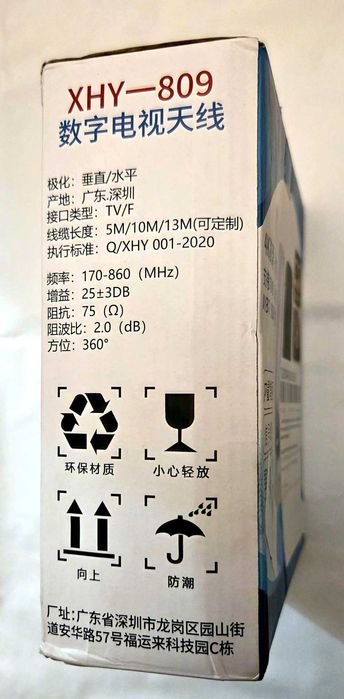 XHY—809
数字电视天线
极化：垂直/水平
产地：广东.深圳
接口类型：TV/F
线缆长度：5M/10M/13M(可定制)
执行标准：Q/XHY 001-2020
频率：170-860（MHz）
增益：25±3DB
阻抗：75（Ω）
阻波比：2.0（dB）
方位：360°
环保材质
小心轻放
向上
防潮
厂址:广东省深圳市龙岗区园山街
道安华路57号福运来科技园C栋